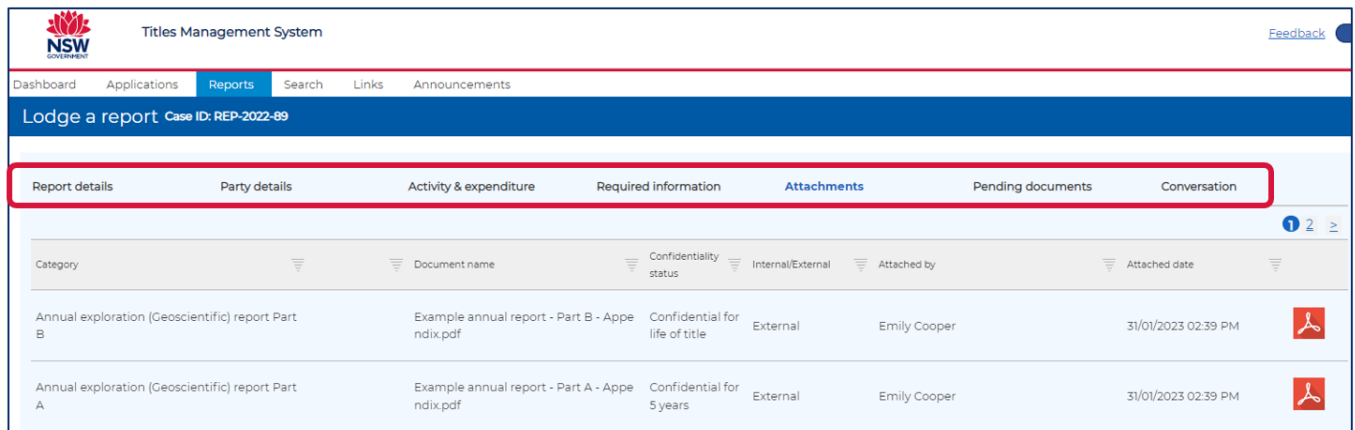 NSW
GOVERNMENT
Titles Management System
Feedback
Dashboard Applications Reports Search Links Announcements
Lodge a report Case ID: REP-2022-89
Report details Party details Activity & expenditure Required information Attachments Pending documents Conversation
1 2 >
Category Document name Confidentiality status Internal/External Attached by Attached date
Annual exploration (Geoscientific) report Part B
Example annual report - Part B - Appe
ndix.pdf
Confidential for
life of title
External
Emily Cooper
31/01/2023 02:39 PM
Annual exploration (Geoscientific) report Part A
Example annual report - Part A - Appe
ndix.pdf
Confidential for
5 years
External
Emily Cooper
31/01/2023 02:39 PM